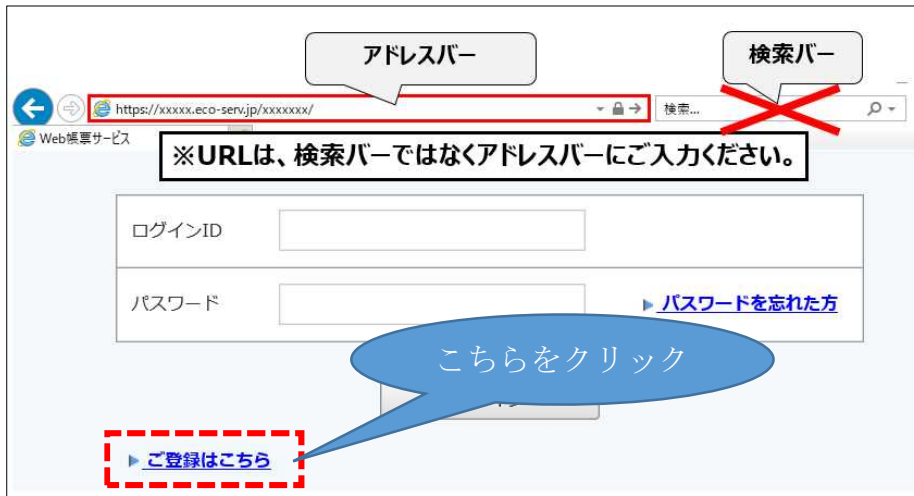 アドレスバー
検索バー
https://xxxxx.eco-serv.jp/xxxxxxx/
検索...
Web帳票サービス
※URLは、検索バーではなくアドレスバーにご入力ください。
ログインID
パスワード
パスワードを忘れた方
こちらをクリック
ご登録はこちら